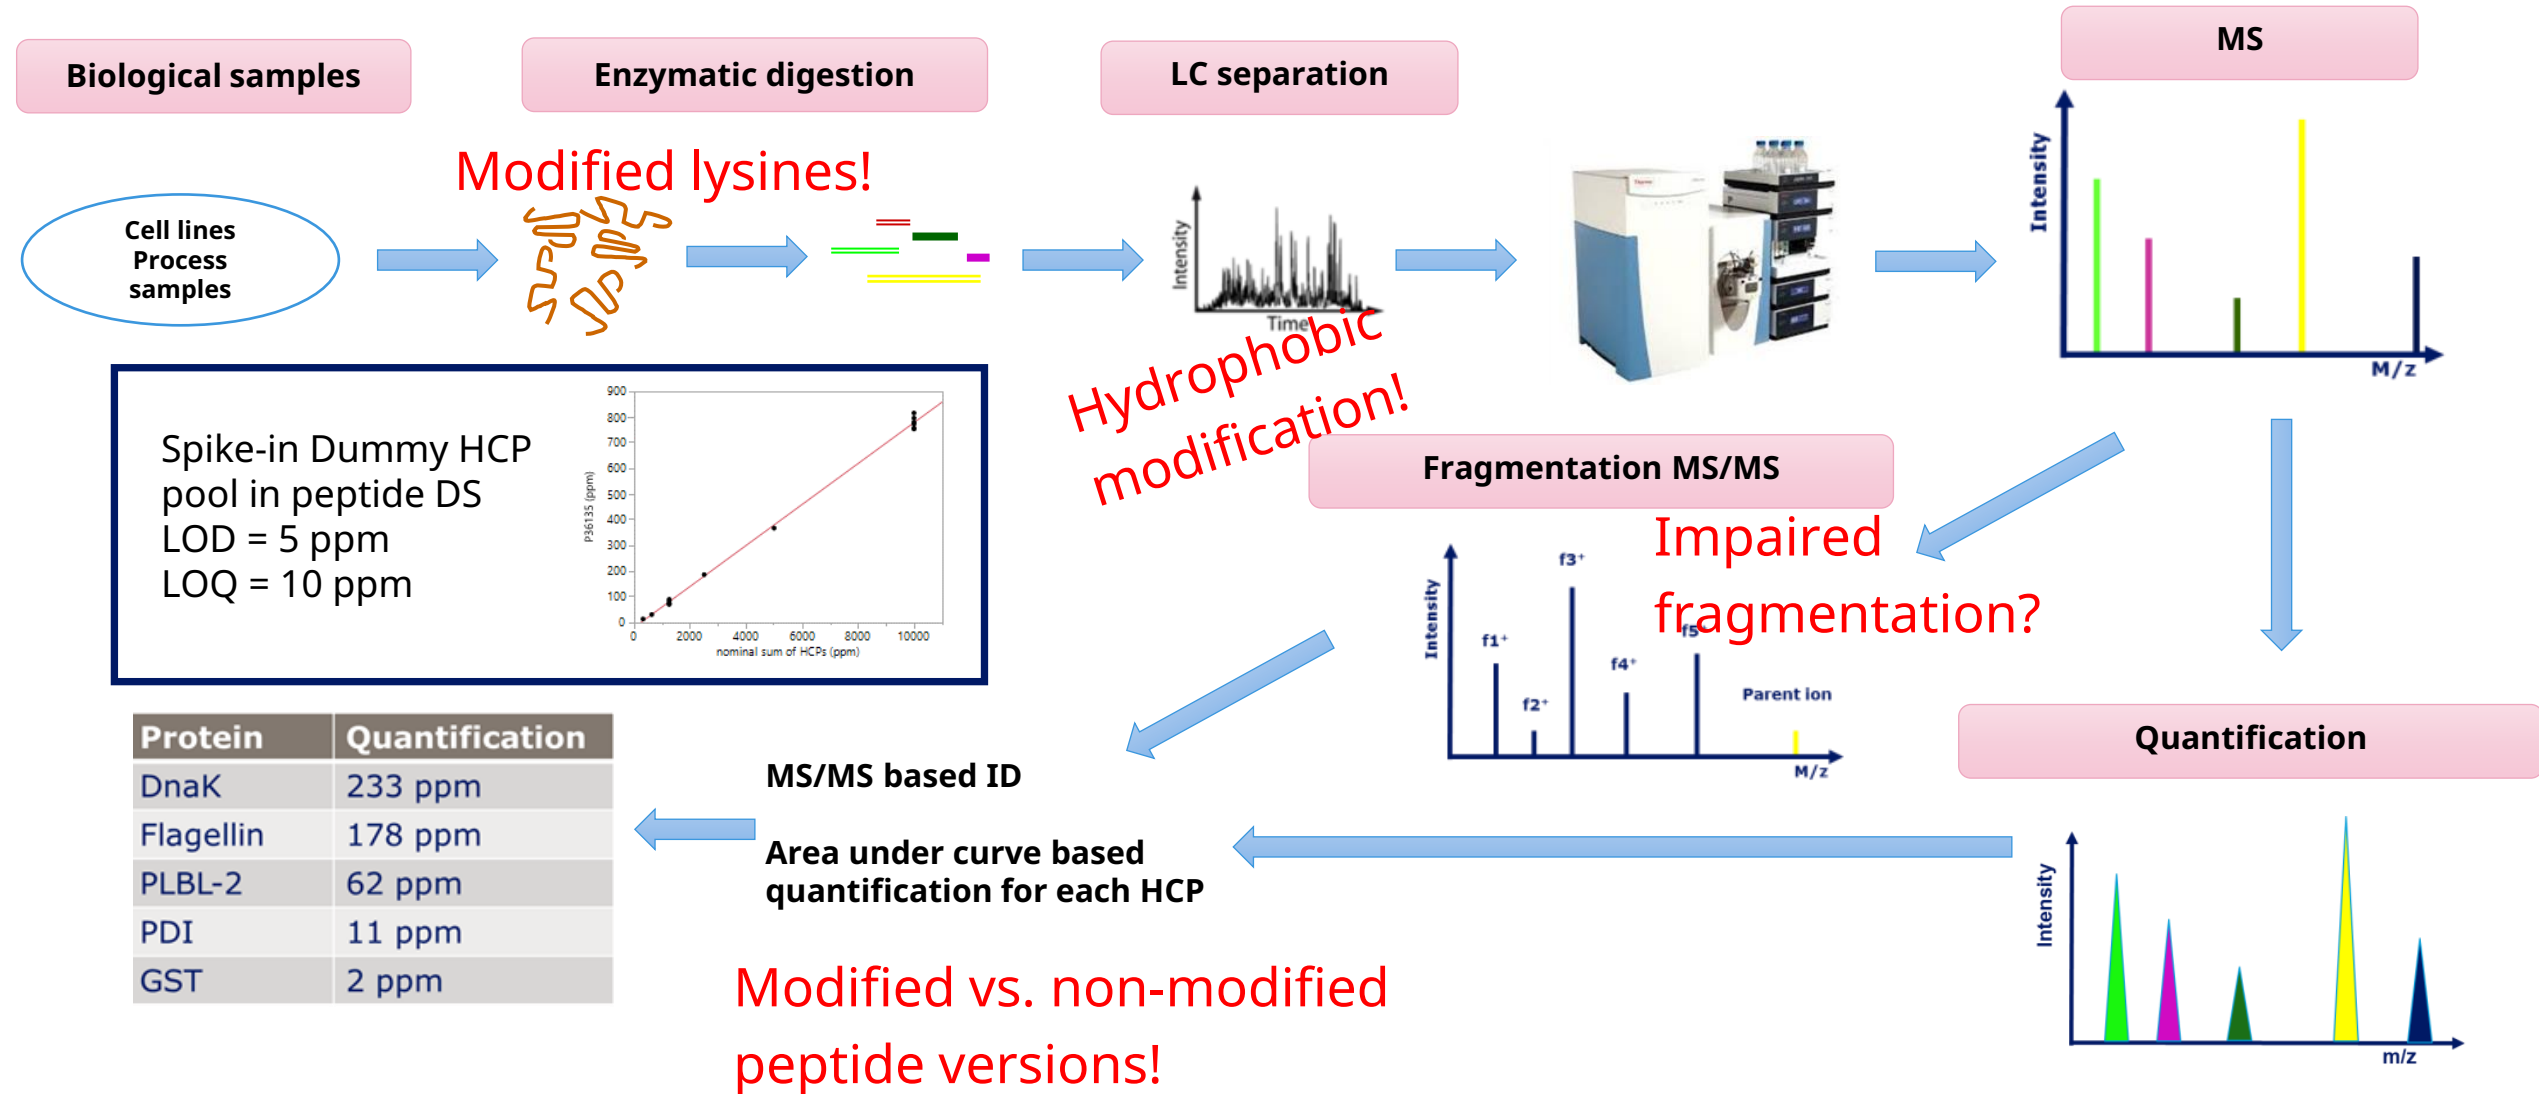 Biological samples
Enzymatic digestion
LC separation
MS
Modified lysines!
Cell lines
Process
samples
Intensity
Time
Intensity
M/z
Hydrophobic
modification!
Spike-in Dummy HCP
pool in peptide DS
LOD = 5 ppm
LOQ = 10 ppm
P36135 (ppm)
900
800
700
600
500
400
300
200
100
0
0 2000 4000 6000 8000 10000
nominal sum of HCPs (ppm)
Fragmentation MS/MS
Impaired
fragmentation?
Intensity
f1+
f2+
f3+
f4+
f5+
Parent ion
M/z
Quantification
Intensity
m/z
MS/MS based ID
Area under curve based
quantification for each HCP
Protein Quantification
DnaK 233 ppm
Flagellin 178 ppm
PLBL-2 62 ppm
PDI 11 ppm
GST 2 ppm
Modified vs. non-modified
peptide versions!